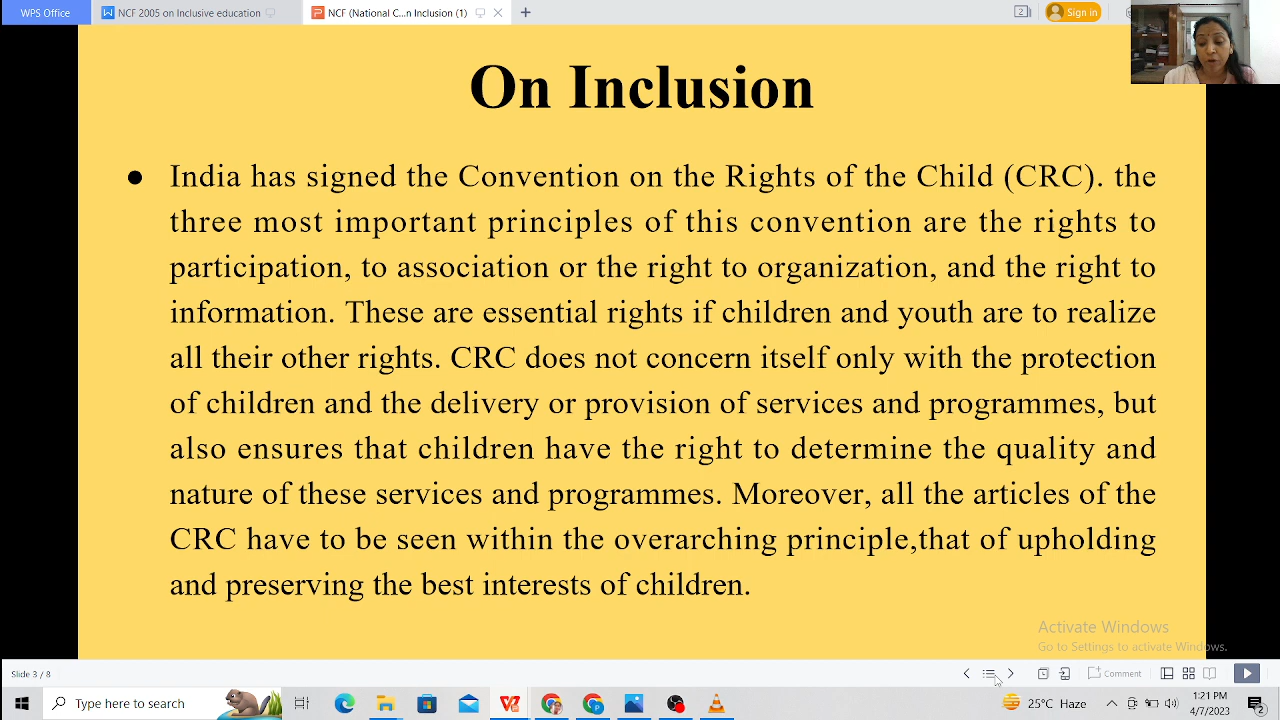 WPS Office
NCF 2005 on Inclusive education
NCF (National C...n Inclusion (1)
+
2
Sign in
On Inclusion
● India has signed the Convention on the Rights of the Child (CRC). the
three most important principles of this convention are the rights to
participation, to association or the right to organization, and the right to
information. These are essential rights if children and youth are to realize
all their other rights. CRC does not concern itself only with the protection
of children and the delivery or provision of services and programmes, but
also ensures that children have the right to determine the quality and
nature of these services and programmes. Moreover, all the articles of the
CRC have to be seen within the overarching principle,that of upholding
and preserving the best interests of children.
Activate Windows
Go to Settings to activate Windows.
Slide 3 / 8
Comment
Type here to search
25°C Haze
1:21 PM
4/7/2023
2